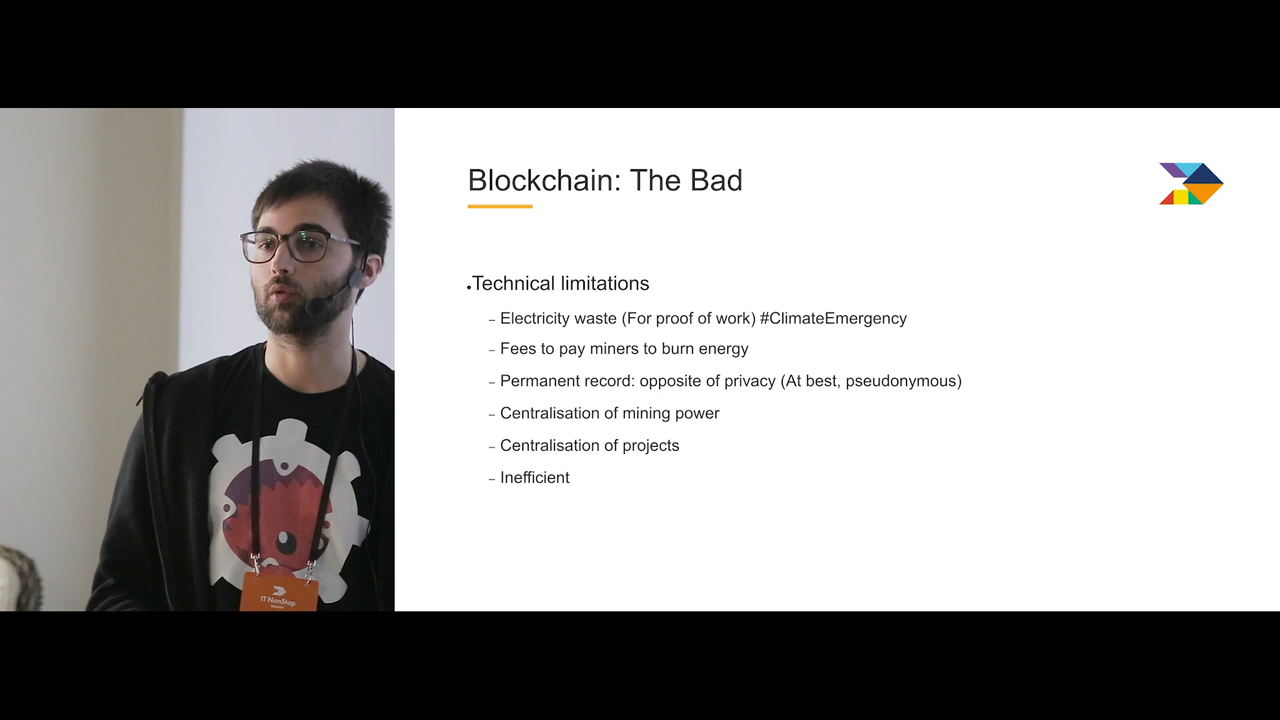 Blockchain: The Bad
•Technical limitations
– Electricity waste (For proof of work) #ClimateEmergency
– Fees to pay miners to burn energy
– Permanent record: opposite of privacy (At best, pseudonymous)
– Centralisation of mining power
– Centralisation of projects
– Inefficient
IT NonStop